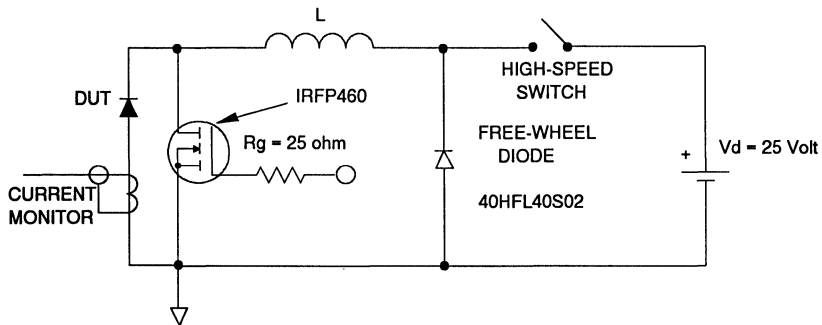 L
HIGH-SPEED
SWITCH
DUT
IRFP460
Rg = 25 ohm
FREE-WHEEL
DIODE
+
Vd = 25 Volt
CURRENT
MONITOR
40HFL40S02